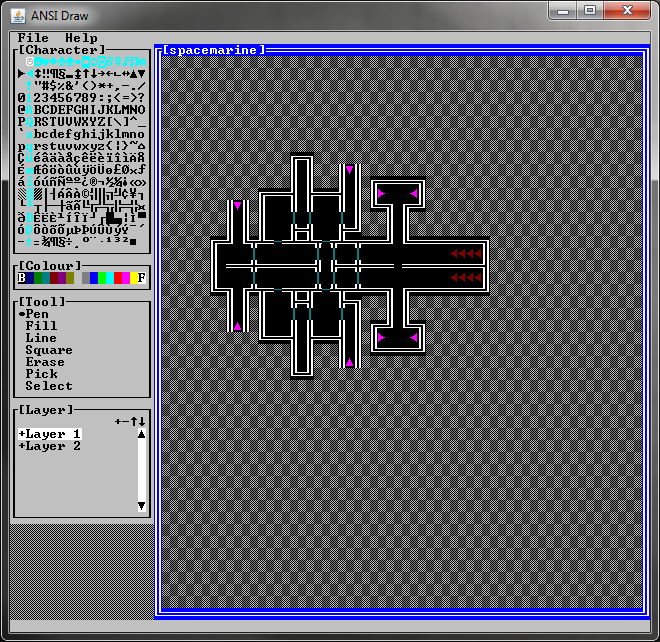 ANSI Draw
File Help
[Character]
[spacemarine]
"#$%&'()*+,-./
0123456789:;<=>?
@ABCDEFGHIJKLMNO
PQRSTUVWXYZ[\]^_
`abcdefghijklmno
pqrstuvwxyz{|}~
[Colour]
B F
[Tool]
Pen
Fill
Line
Square
Erase
Pick
Select
[Layer]
+-↑↓
+Layer 1
+Layer 2